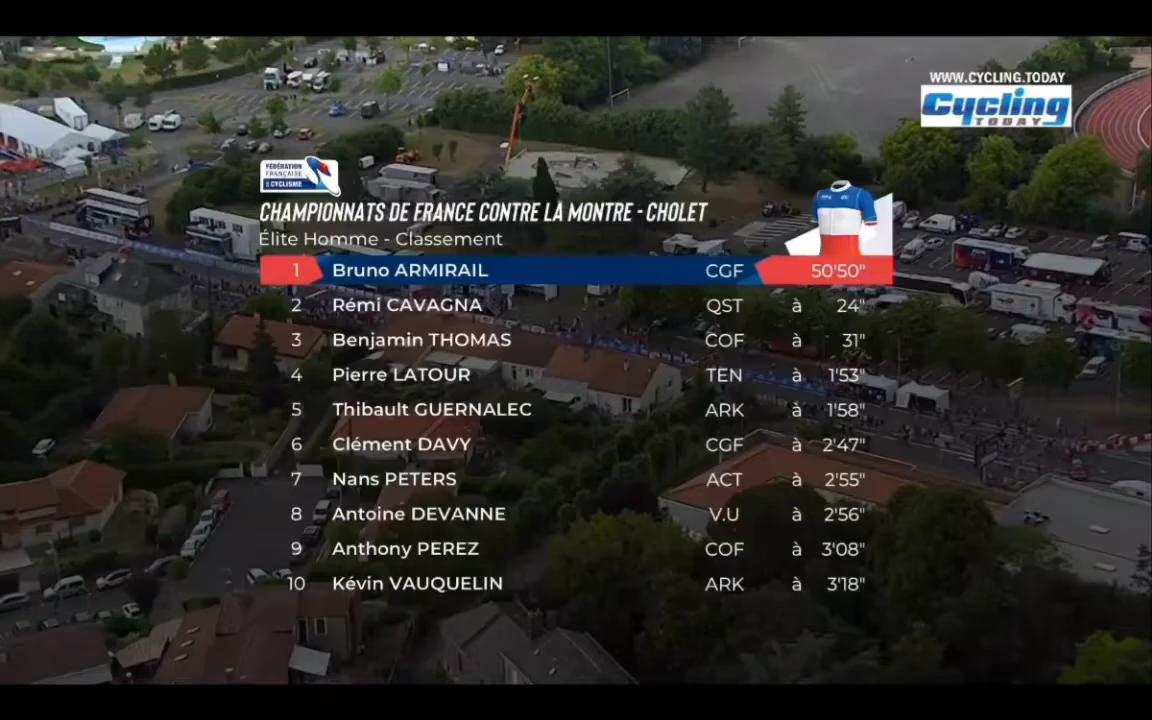 WWW.CYCLING.TODAY
Cycling
TODAY
FÉDÉRATION
FRANÇAISE
DE CYCLISME
CHAMPIONNATS DE FRANCE CONTRE LA MONTRE - CHOLET
Élite Homme - Classement
1 Bruno ARMIRAIL CGF 50'50"
2 Rémi CAVAGNA QST à 24"
3 Benjamin THOMAS COF à 31"
4 Pierre LATOUR TEN à 1'53"
5 Thibault GUERNALEC ARK à 1'58"
6 Clément DAVY CGF à 2'47"
7 Nans PETERS ACT à 2'55"
8 Antoine DEVANNE V.U à 2'56"
9 Anthony PEREZ COF à 3'08"
10 Kévin VAUQUELIN ARK à 3'18"